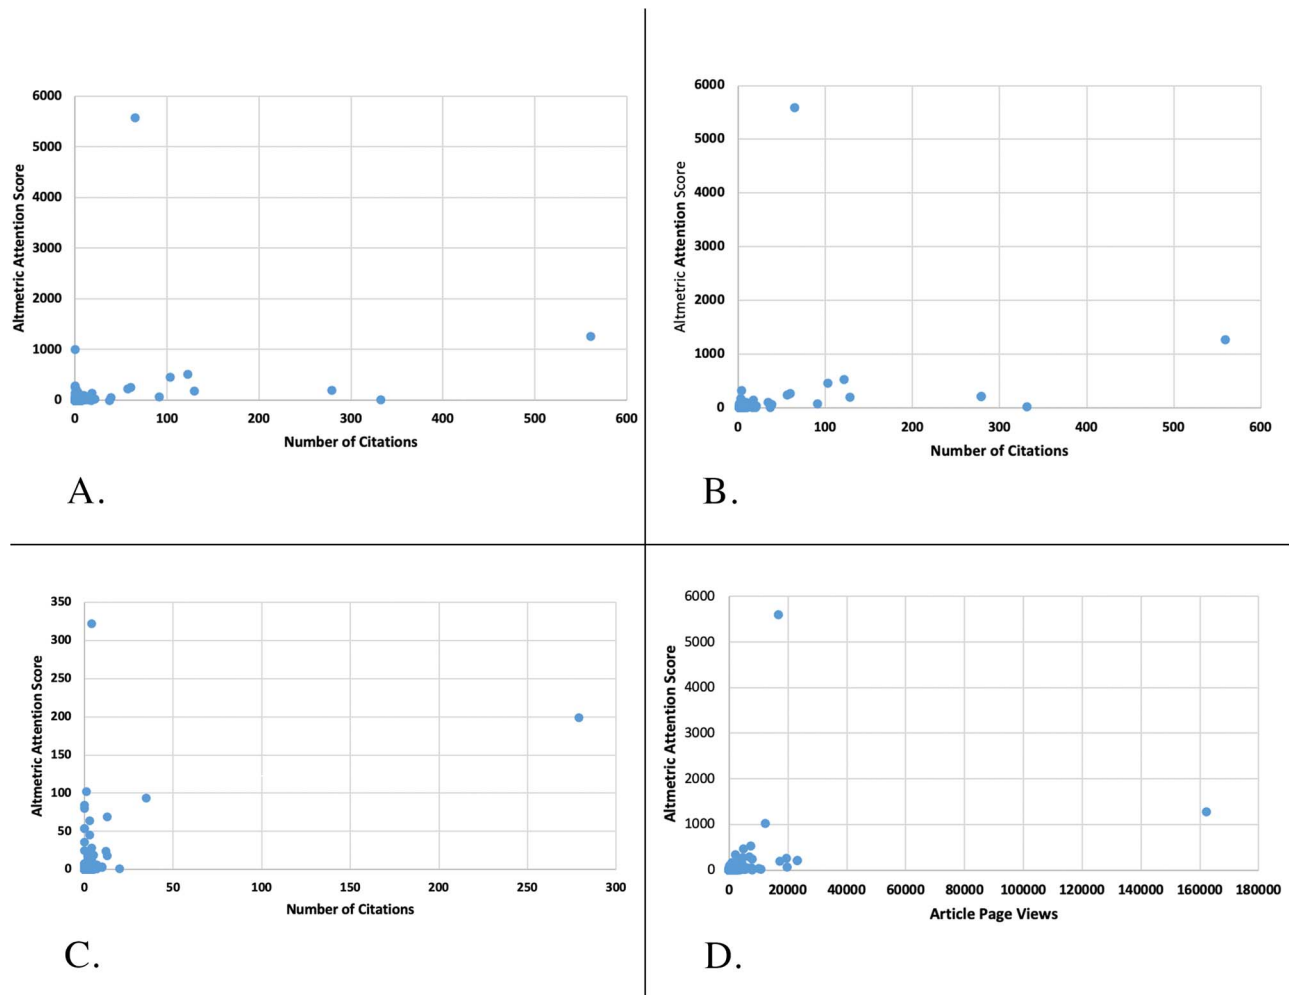 6000
5000
4000
3000
2000
1000
0
0 100 200 300 400 500 600
Altmetric Attention Score
Number of Citations
A.
6000
5000
4000
3000
2000
1000
0
0 100 200 300 400 500 600
Altmetric Attention Score
Number of Citations
B.
350
300
250
200
150
100
50
0
0 50 100 150 200 250 300
Altmetric Attention Score
Number of Citations
C.
6000
5000
4000
3000
2000
1000
0
0 20000 40000 60000 80000 100000 120000 140000 160000 180000
Altmetric Attention Score
Article Page Views
D.